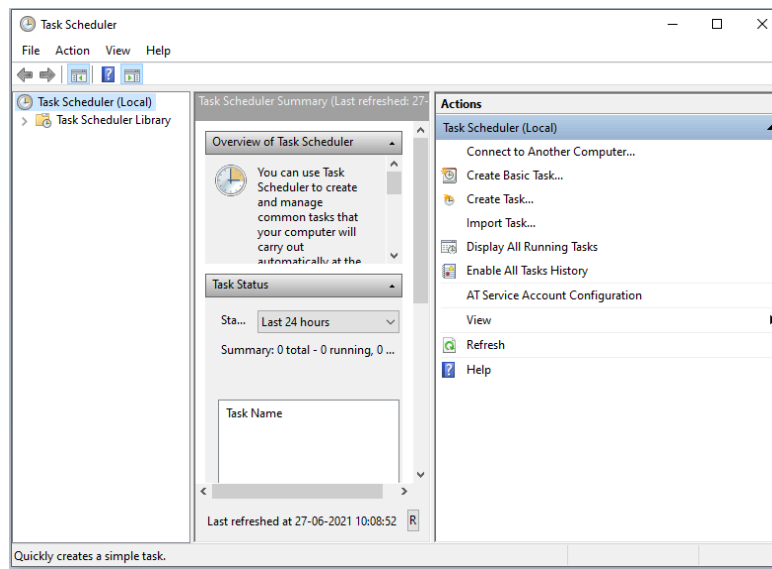 Task Scheduler
File Action View Help
Task Scheduler (Local)
Task Scheduler Library
Task Scheduler Summary (Last refreshed: 27-
Overview of Task Scheduler
You can use Task
Scheduler to create
and manage
common tasks that
your computer will
carry out
automatically at the
Task Status
Sta... Last 24 hours
Summary: 0 total - 0 running, 0 ...
Task Name
Last refreshed at 27-06-2021 10:08:52 R
Actions
Task Scheduler (Local)
Connect to Another Computer...
Create Basic Task...
Create Task...
Import Task...
Display All Running Tasks
Enable All Tasks History
AT Service Account Configuration
View
Refresh
Help
Quickly creates a simple task.